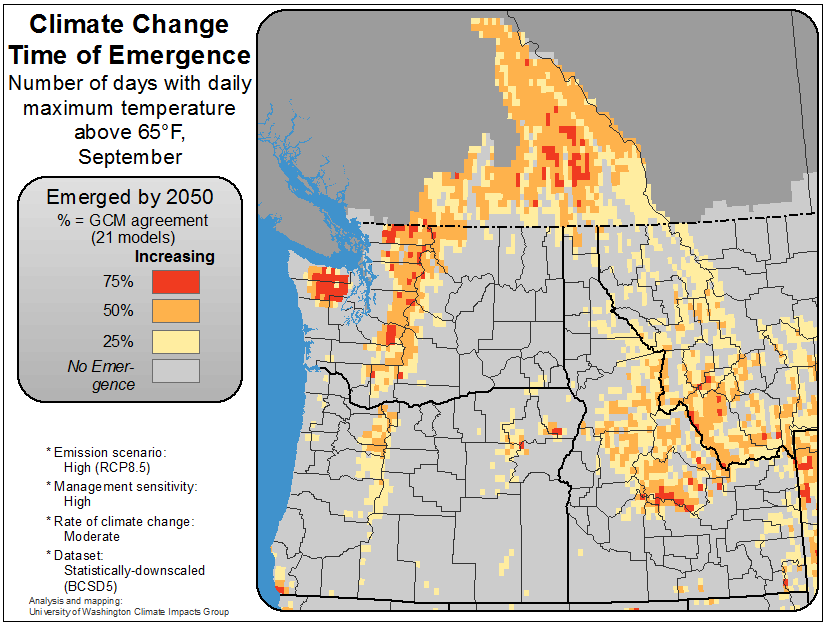 Climate Change
Time of Emergence
Number of days with daily
maximum temperature
above 65°F,
September
Emerged by 2050
% = GCM agreement
(21 models)
Increasing
75%
50%
25%
No Emer-
gence
* Emission scenario:
High (RCP8.5)
* Management sensitivity:
High
* Rate of climate change:
Moderate
* Dataset:
Statistically-downscaled
(BCSD5)
Analysis and mapping:
University of Washington Climate Impacts Group